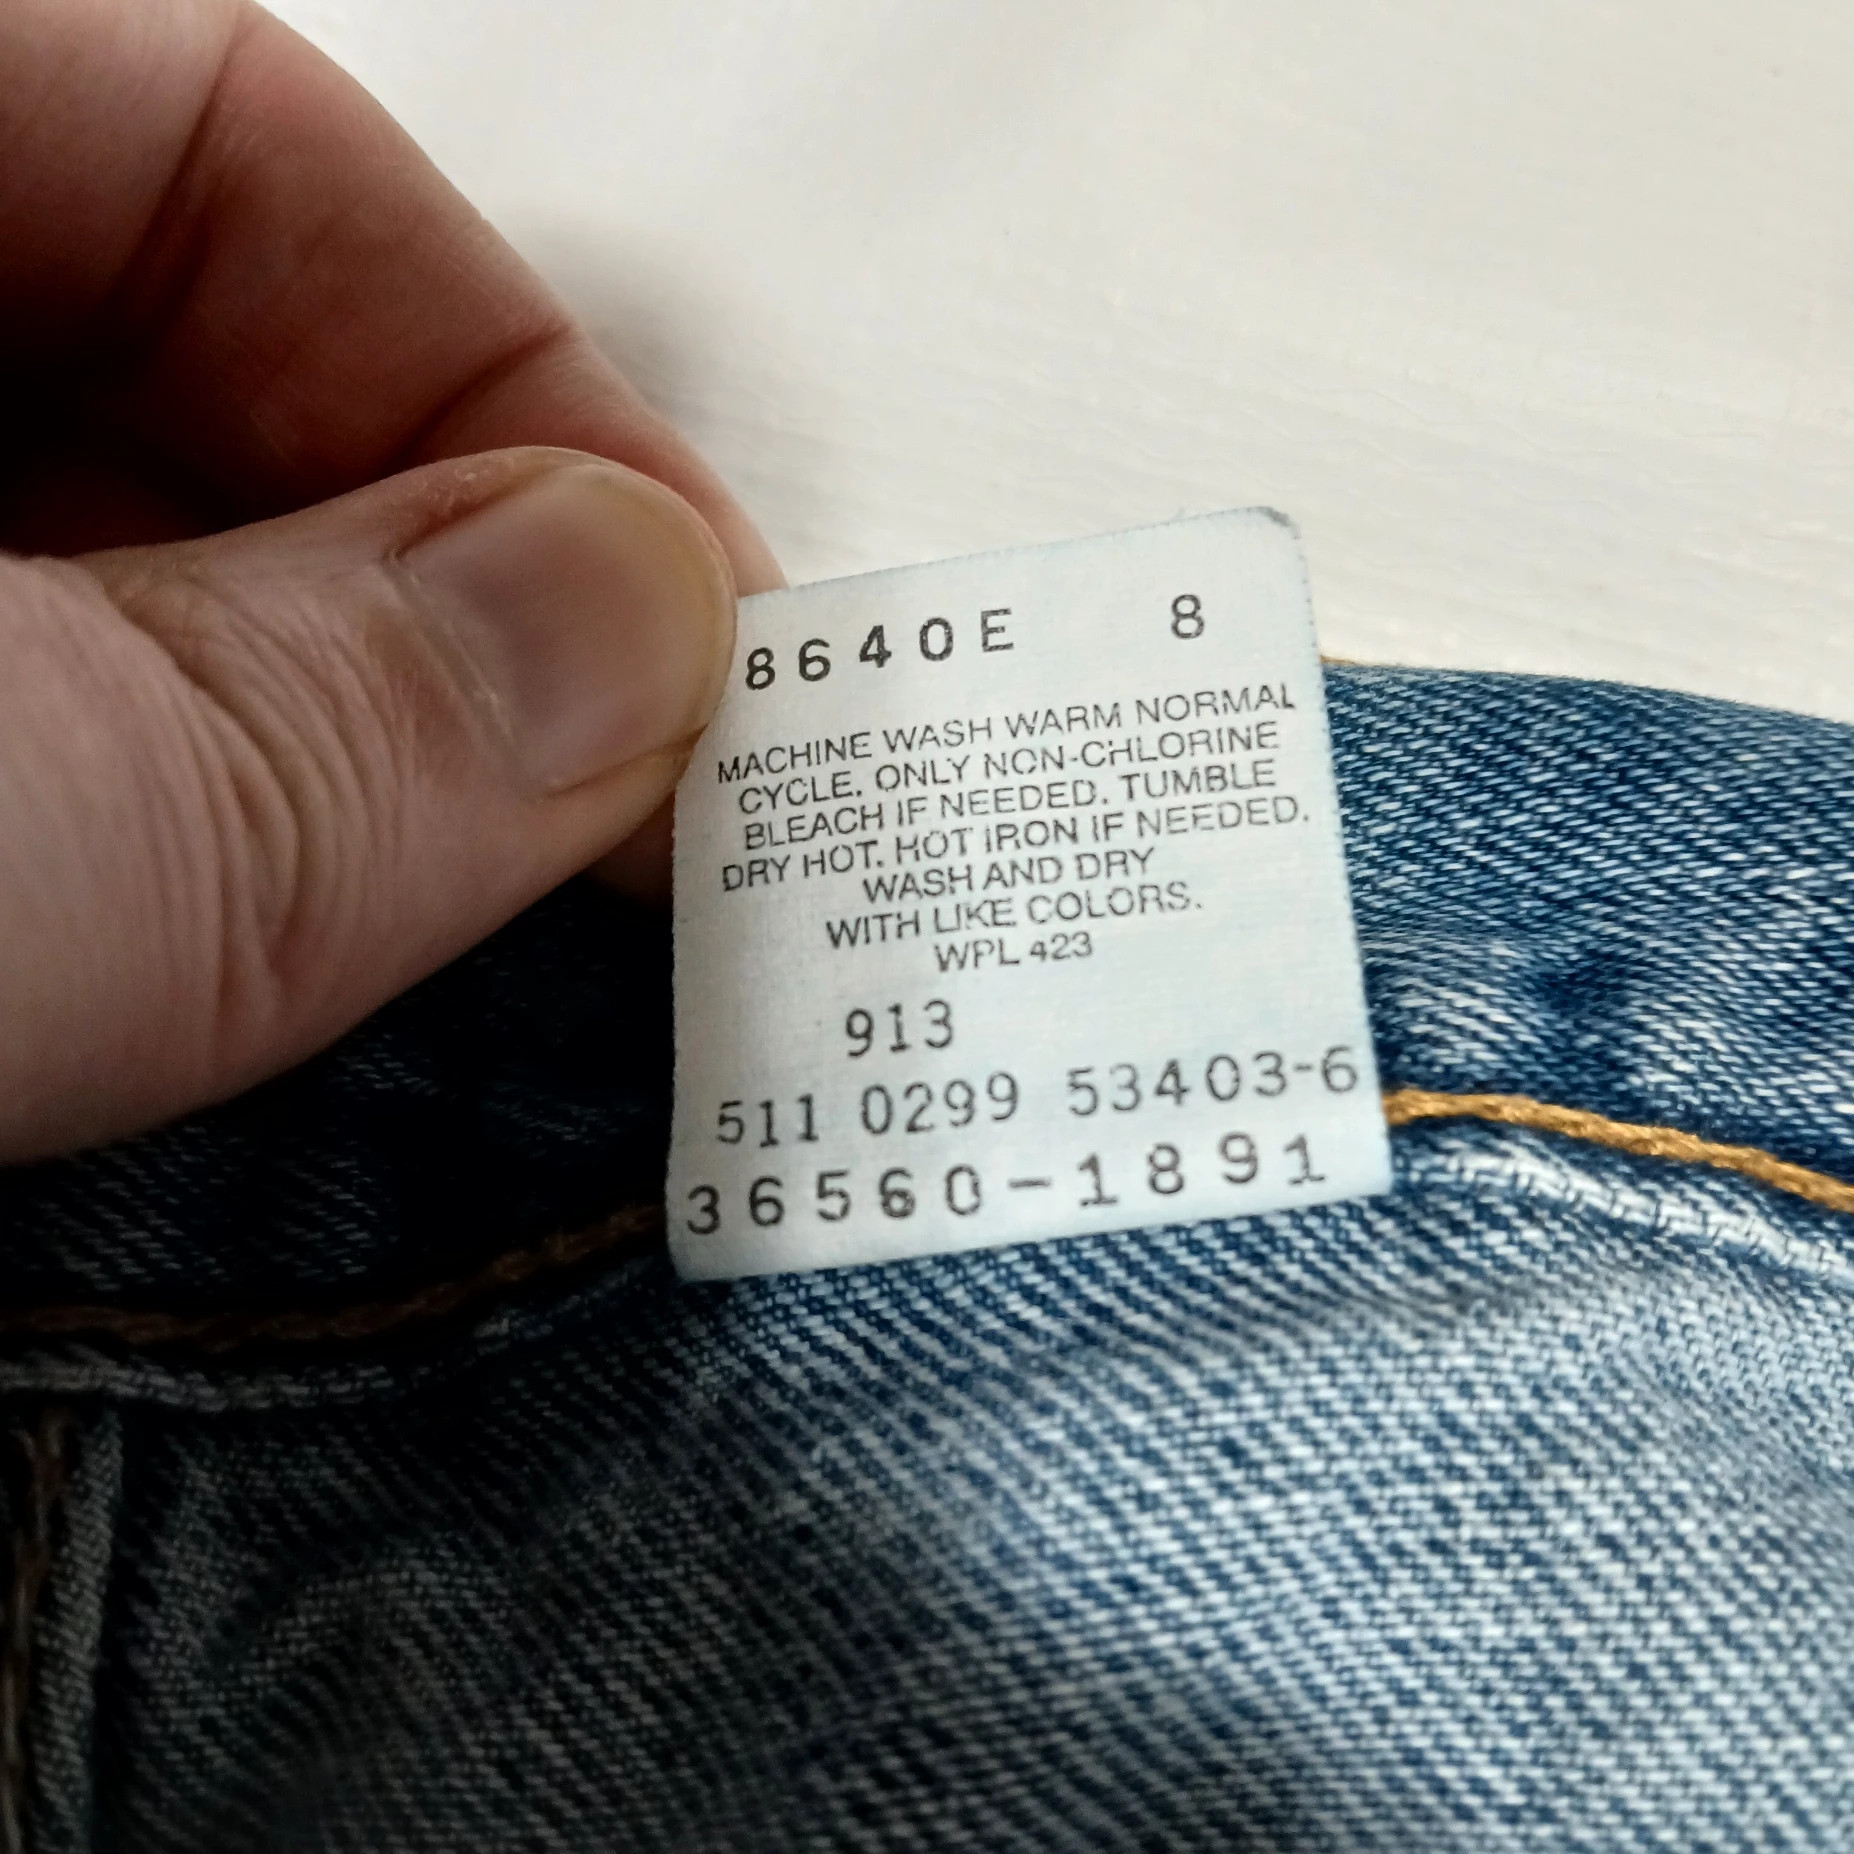 8640E 8
MACHINE WASH WARM NORMAL
CYCLE. ONLY NON-CHLORINE
BLEACH IF NEEDED. TUMBLE
DRY HOT. HOT IRON IF NEEDED.
WASH AND DRY
WITH LIKE COLORS.
WPL 423
913
511 0299 53403-6
36560-1891